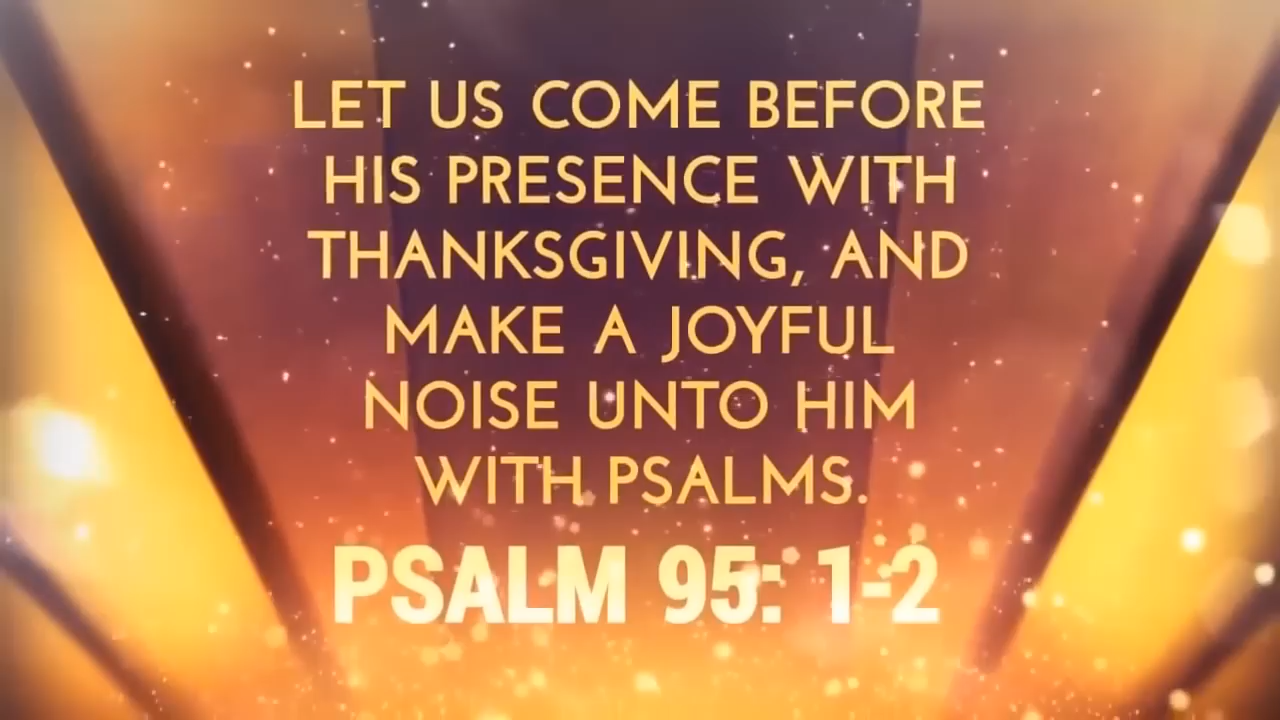 LET US COME BEFORE
HIS PRESENCE WITH
THANKSGIVING, AND
MAKE A JOYFUL
NOISE UNTO HIM
WITH PSALMS.
PSALM 95: 1-2